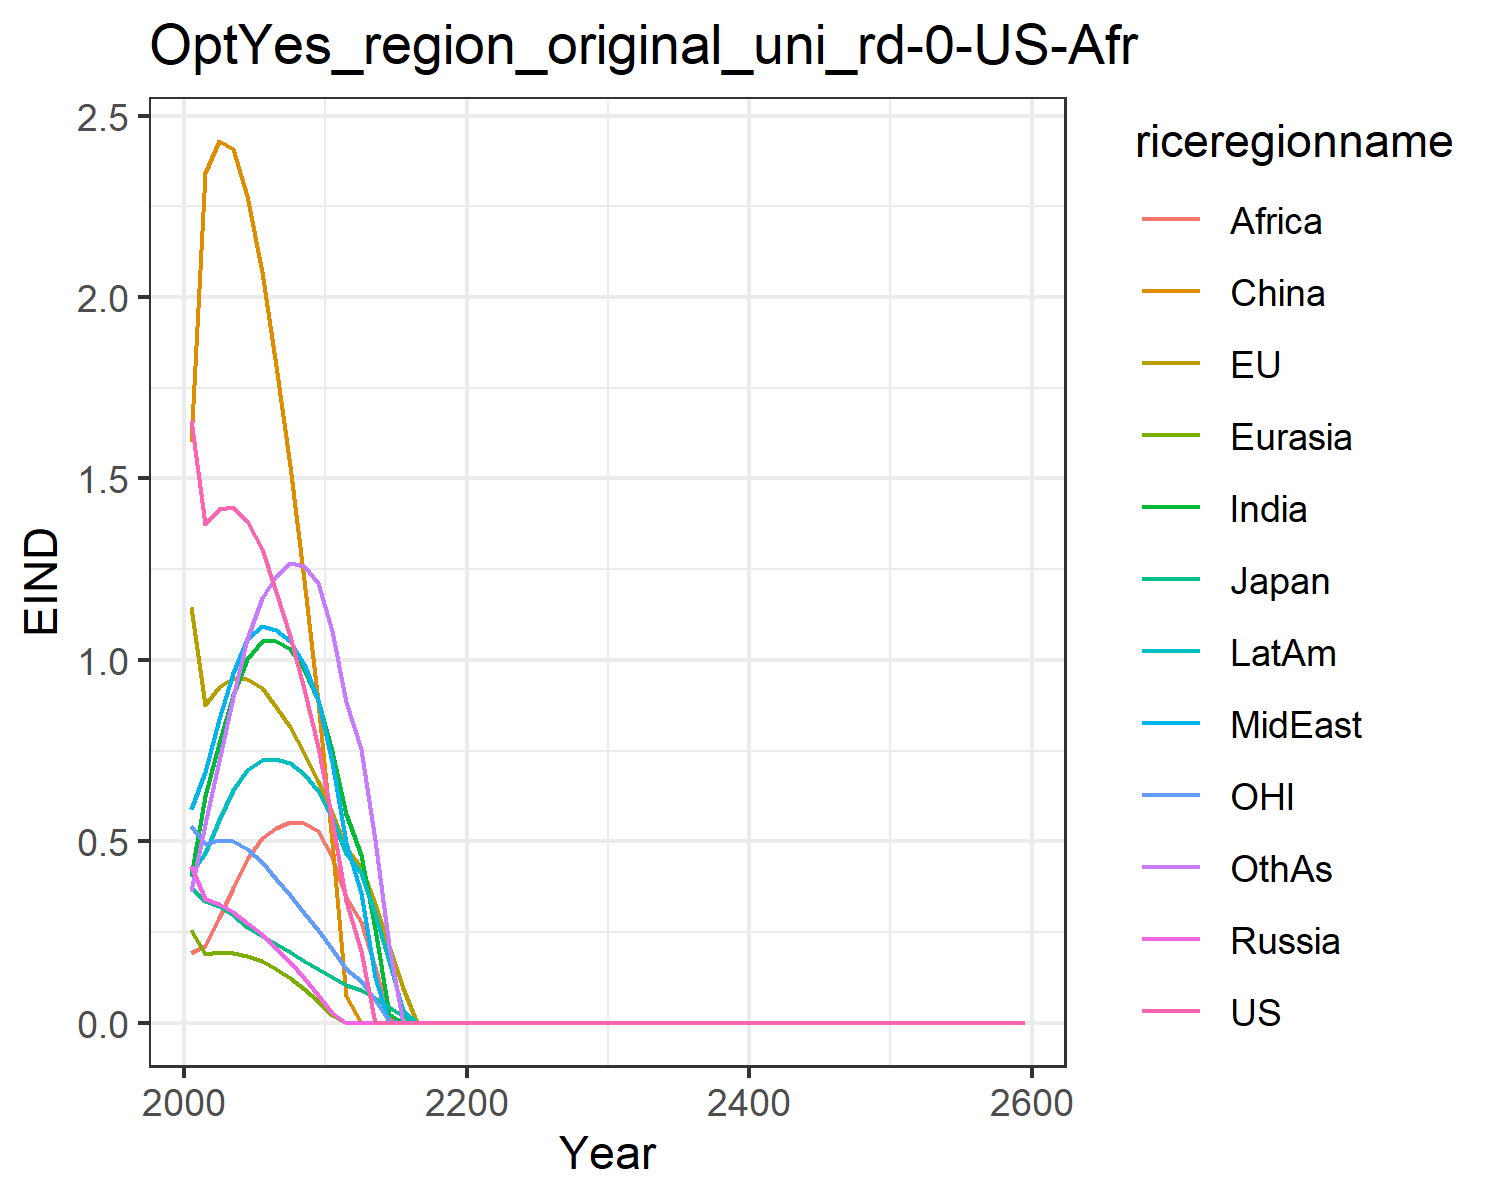 OptYes_region_original_uni_rd-0-US-Afr
2.5
2.0
1.5
1.0
0.5
0.0
EIND
2000 2200 2400 2600
Year
riceregionname
Africa
China
EU
Eurasia
India
Japan
LatAm
MidEast
OHI
OthAs
Russia
US